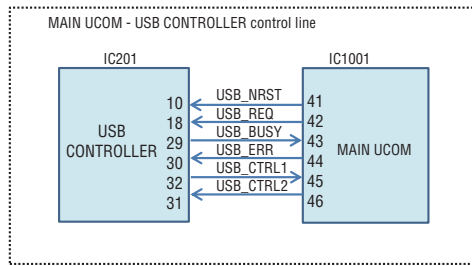 MAIN UCOM - USB CONTROLLER control line
IC201 IC1001
10 USB_NRST 41
18 USB_REQ 42
29 USB_BUSY 43
30 USB_ERR 44
32 USB_CTRL1 45
31 USB_CTRL2 46
USB
CONTROLLER
MAIN UCOM